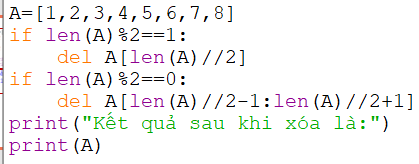 A=[1,2,3,4,5,6,7,8]
if len(A)%2==1:
    del A[len(A)//2]
if len(A)%2==0:
    del A[len(A)//2-1:len(A)//2+1]
print("Kết quả sau khi xóa là:")
print(A)